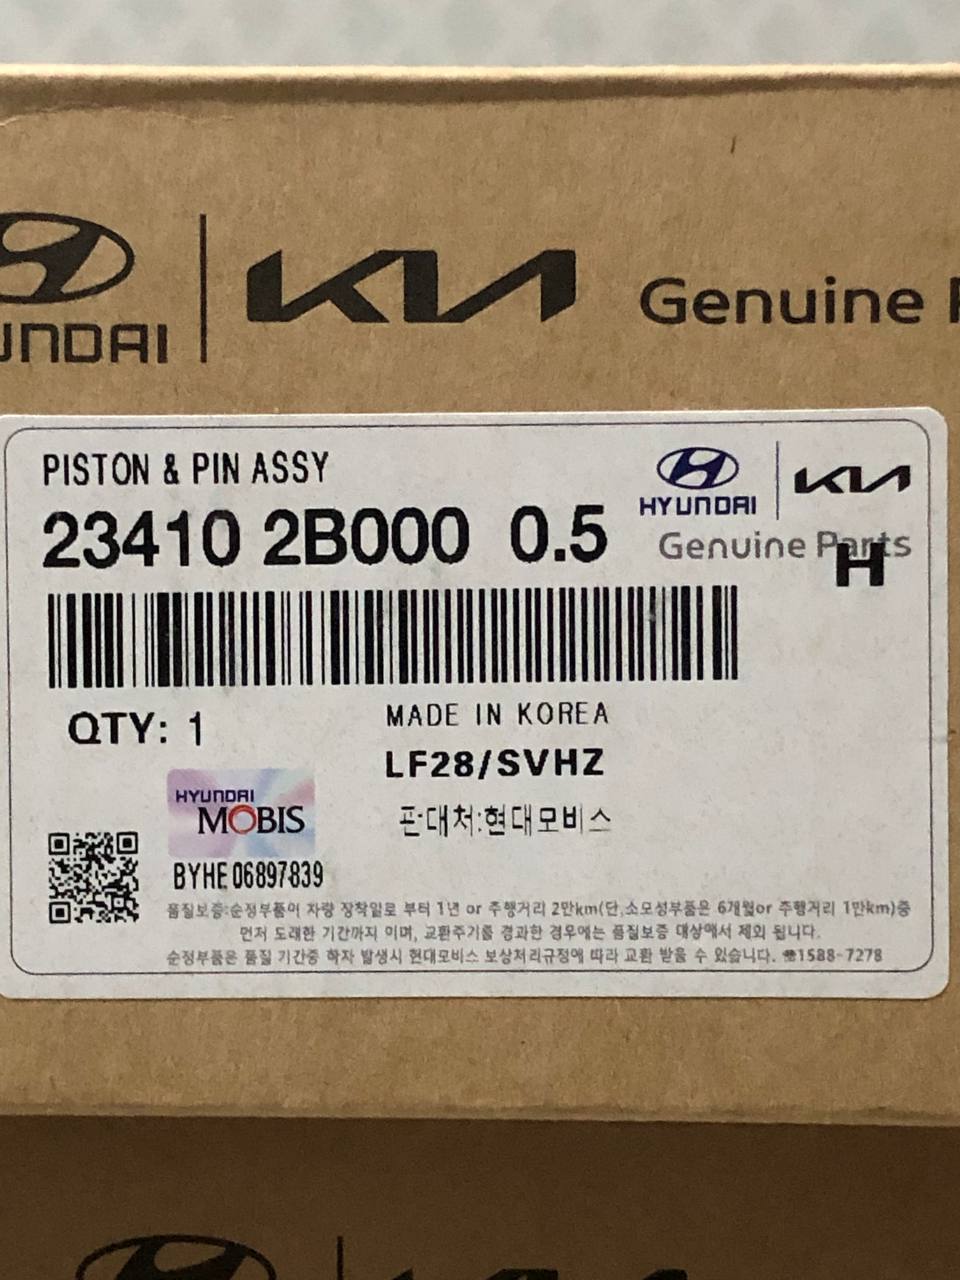 HYUNDAI
KIA
Genuine
PISTON & PIN ASSY
23410 2B000 0.5
HYUNDAI
KIA
Genuine Parts
H
QTY: 1
MADE IN KOREA
LF28/SVHZ
HYUNDAI
MOBIS
판매처:현대모비스
BYHE 06897839
품질보증:순정부품이 차량 장착일로 부터 1년 or 주행거리 2만km(단,소모성부품은 6개월or 주행거리 1만km)중
먼저 도래한 기간까지 이며, 교환주기를 경과한 경우에는 품질보증 대상에서 제외 됩니다.
순정부품은 품질 기간중 하자 발생시 현대모비스 보상처리규정에 따라 교환 받을 수 있습니다. ☎1588-7278